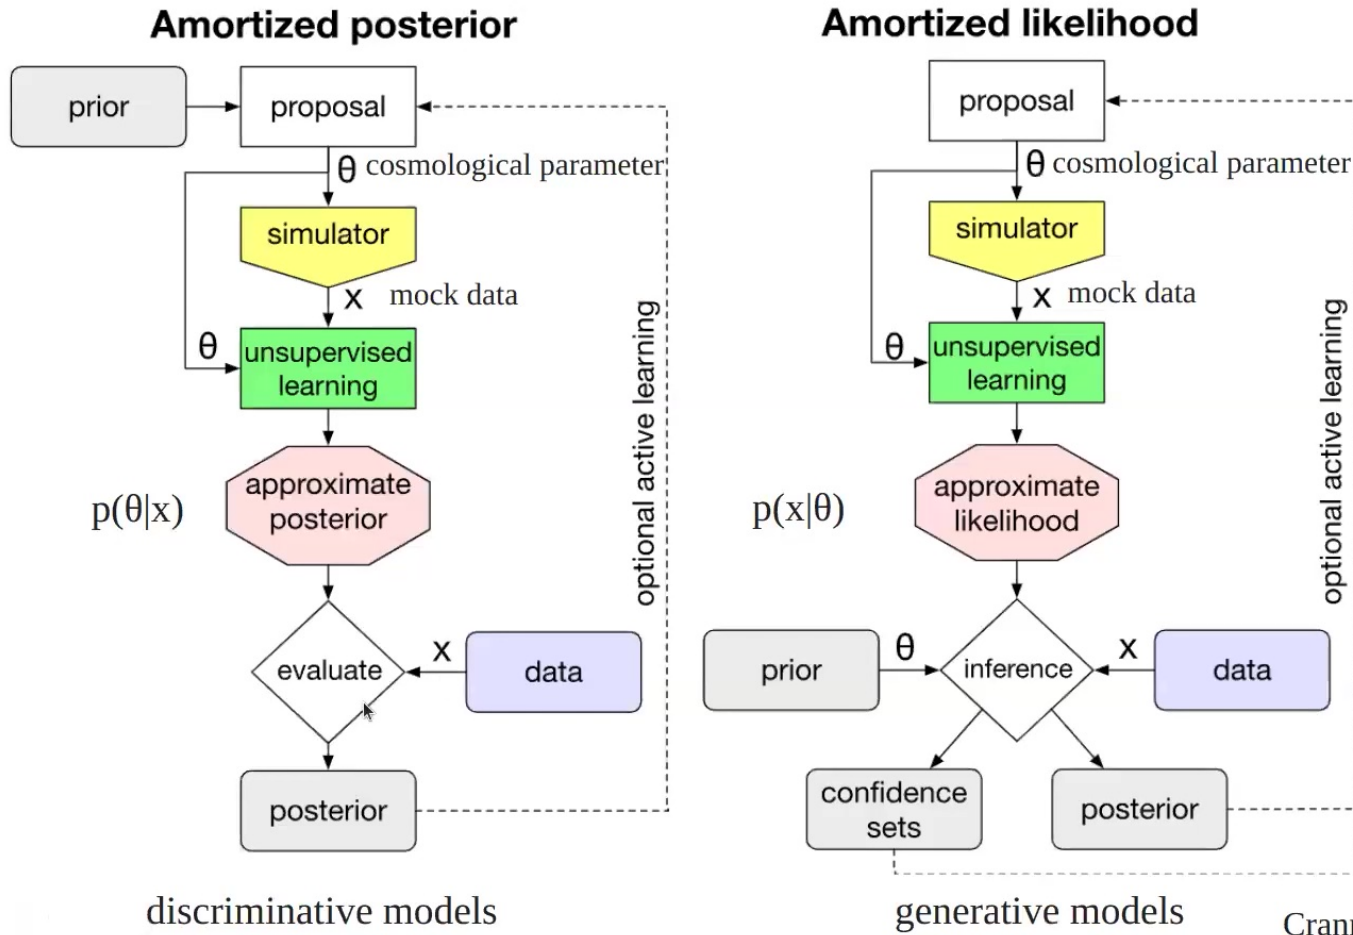 Amortized posterior
prior
proposal
θ cosmological parameter
simulator
x mock data
θ
unsupervised
learning
approximate
posterior
p(θ|x)
evaluate
x
data
posterior
optional active learning
discriminative models
Amortized likelihood
proposal
θ cosmological parameter
simulator
x mock data
θ
unsupervised
learning
approximate
likelihood
p(x|θ)
prior
θ
inference
x
data
confidence
sets
posterior
optional active learning
generative models